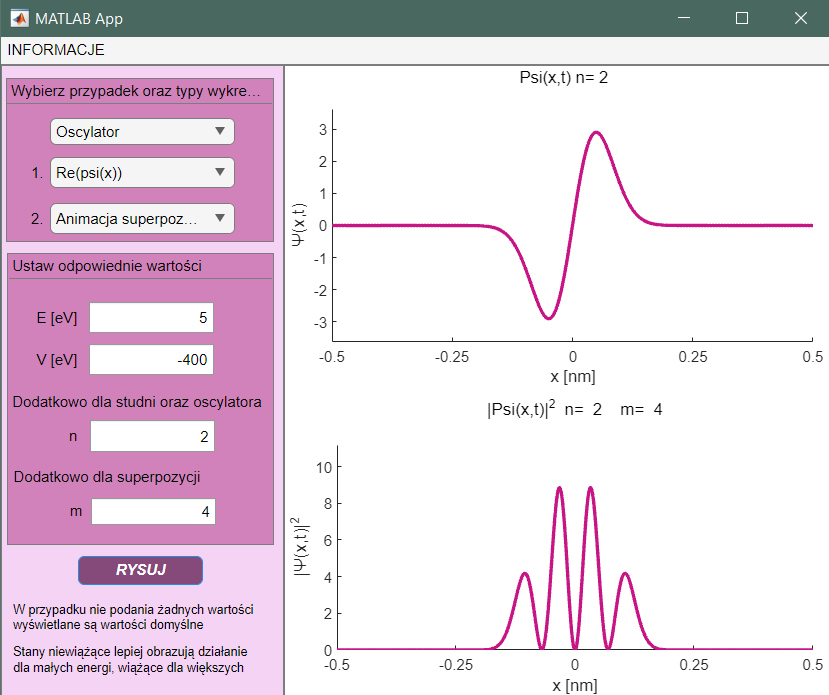 MATLAB App
INFORMACJE
Wybierz przypadek oraz typy wykre...
Oscylator
1. Re(psi(x))
2. Animacja superpoz...
Ustaw odpowiednie wartości
E [eV] 5
V [eV] -400
Dodatkowo dla studni oraz oscylatora
n 2
Dodatkowo dla superpozycji
m 4
RYSUJ
W przypadku nie podania żadnych wartości
wyświetlane są wartości domyślne
Stany niewiążące lepiej obrazują działanie
dla małych energi, wiążące dla większych
Psi(x,t) n= 2
Ψ(x,t)
3
2
1
0
-1
-2
-3
-0.5 -0.25 0 0.25 0.5
x [nm]
|Psi(x,t)|² n= 2 m= 4
|Ψ(x,t)|²
10
8
6
4
2
0
-0.5 -0.25 0 0.25 0.5
x [nm]